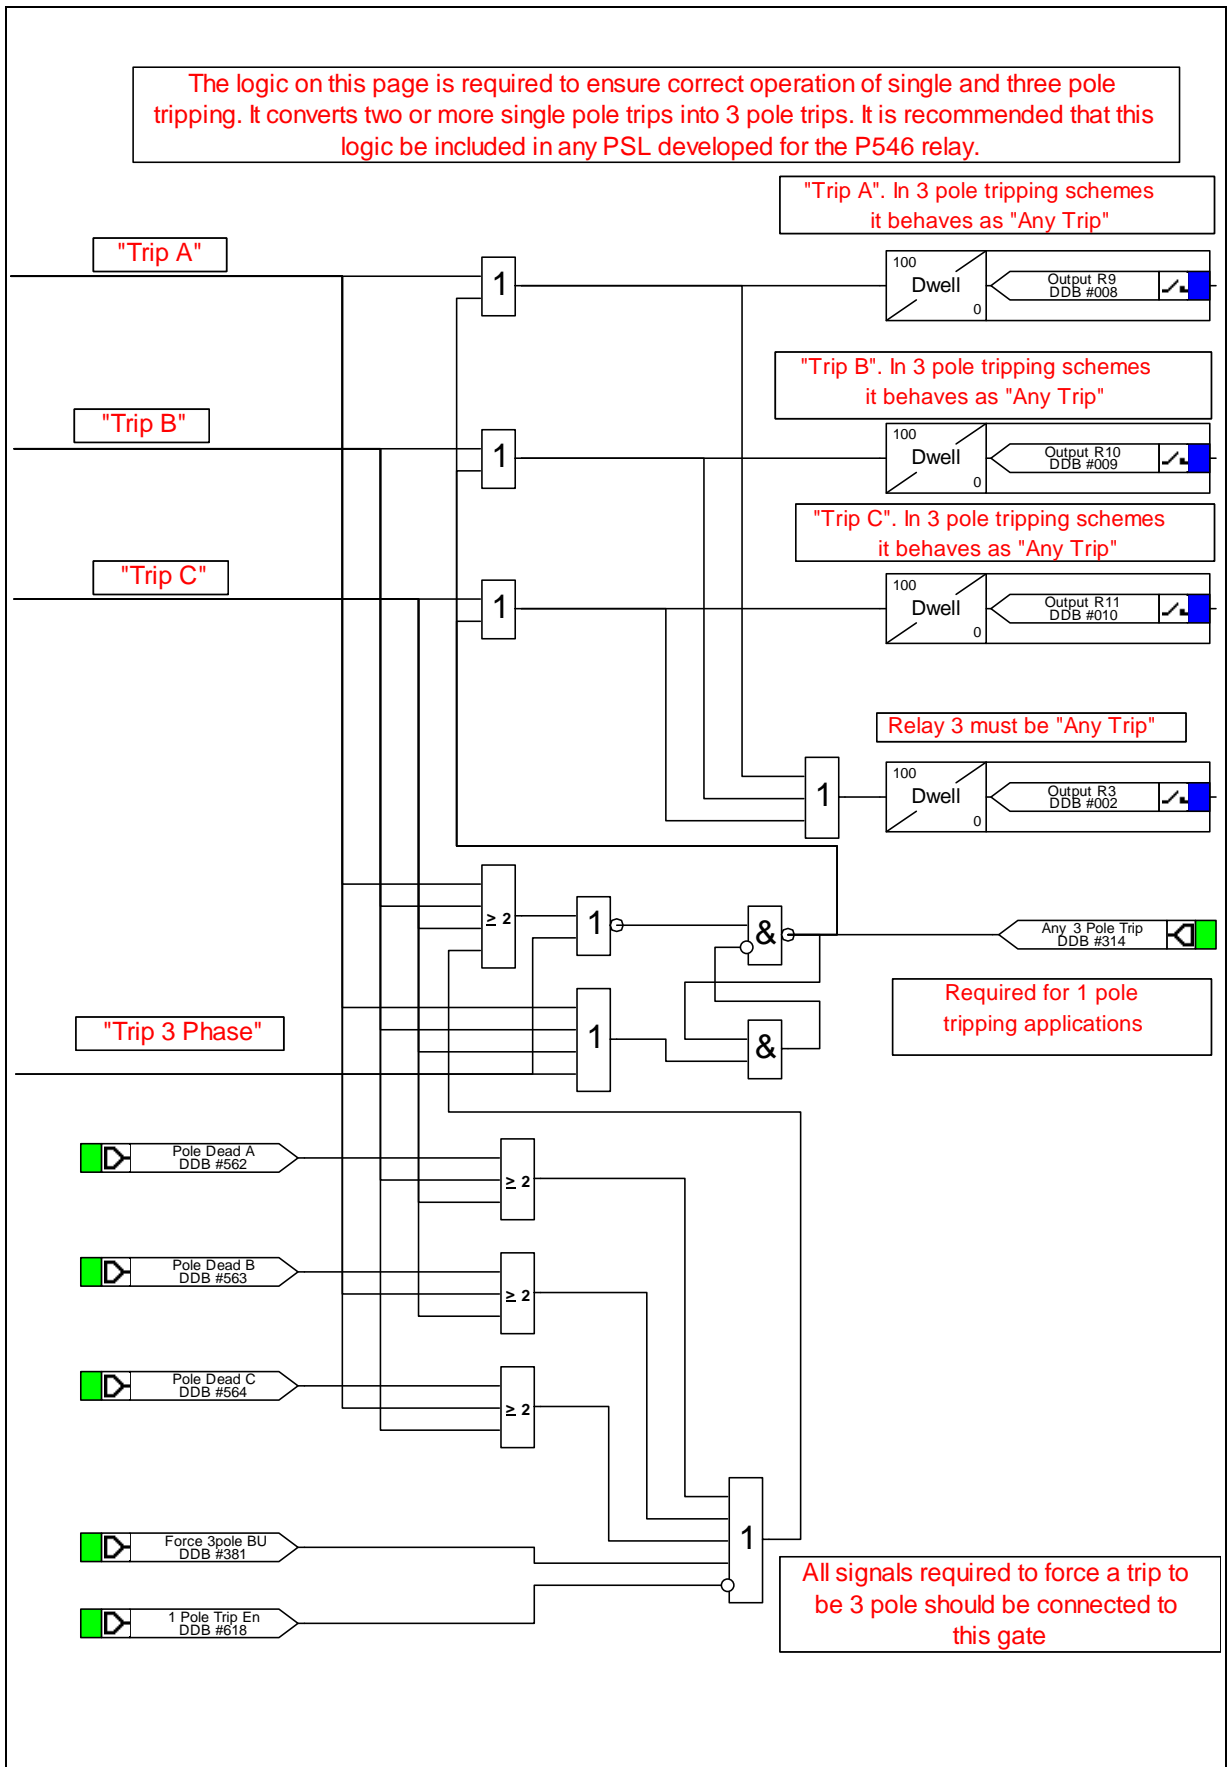 The logic on this page is required to ensure correct operation of single and three pole
tripping. It converts two or more single pole trips into 3 pole trips. It is recommended that this
logic be included in any PSL developed for the P546 relay.
"Trip A". In 3 pole tripping schemes
it behaves as "Any Trip"
"Trip A"
1
100
Dwell
0
Output R9
DDB #008
"Trip B". In 3 pole tripping schemes
it behaves as "Any Trip"
"Trip B"
1
100
Dwell
0
Output R10
DDB #009
"Trip C". In 3 pole tripping schemes
it behaves as "Any Trip"
"Trip C"
1
100
Dwell
0
Output R11
DDB #010
Relay 3 must be "Any Trip"
1
100
Dwell
0
Output R3
DDB #002
≥ 2
1
&
Any 3 Pole Trip
DDB #314
Required for 1 pole
tripping applications
"Trip 3 Phase"
1
&
Pole Dead A
DDB #562
≥ 2
Pole Dead B
DDB #563
≥ 2
Pole Dead C
DDB #564
≥ 2
1
Force 3pole BU
DDB #381
1 Pole Trip En
DDB #618
All signals required to force a trip to
be 3 pole should be connected to
this gate